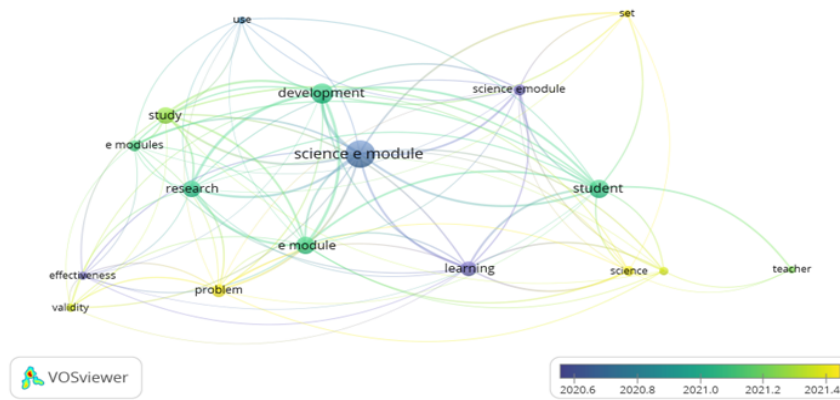 use
set
development
science emodule
study
e modules
science e module
research
student
e module
learning
science
teacher
effectiveness
problem
validity
VOSviewer
2020.6 2020.8 2021.0 2021.2 2021.4